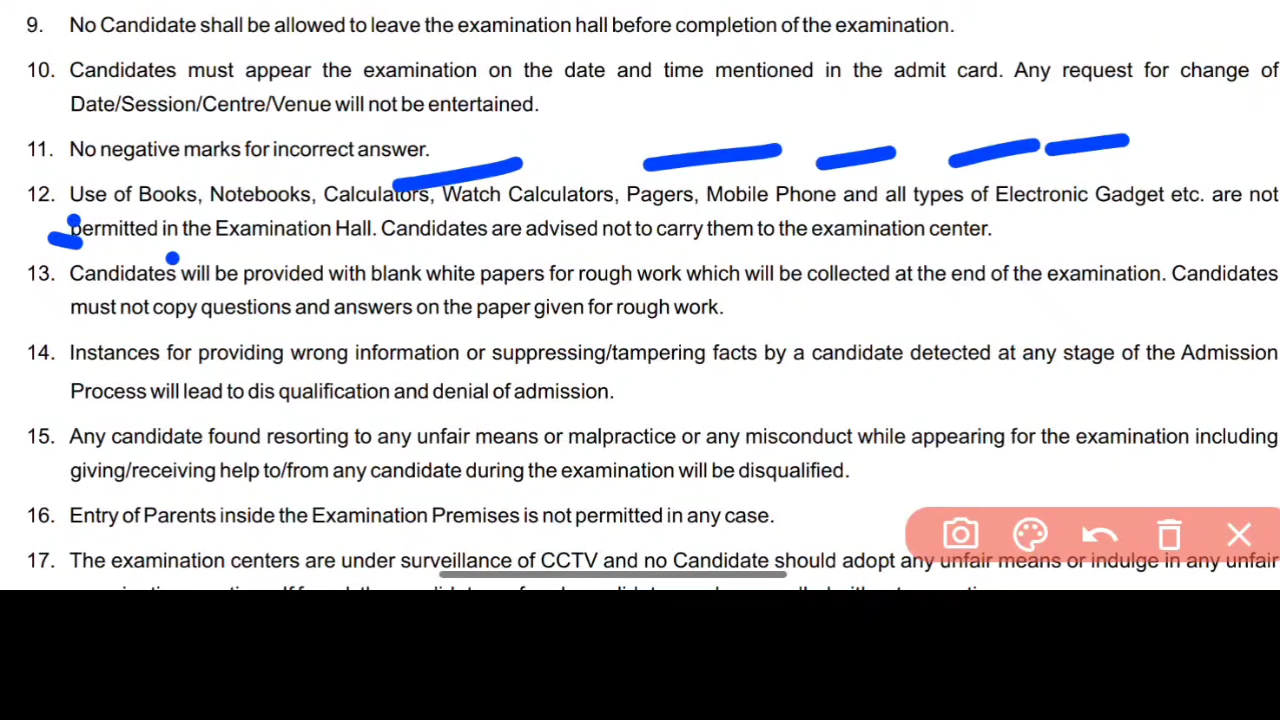 9. No Candidate shall be allowed to leave the examination hall before completion of the examination.
10. Candidates must appear the examination on the date and time mentioned in the admit card. Any request for change of
Date/Session/Centre/Venue will not be entertained.
11. No negative marks for incorrect answer.
12. Use of Books, Notebooks, Calculators, Watch Calculators, Pagers, Mobile Phone and all types of Electronic Gadget etc. are not
permitted in the Examination Hall. Candidates are advised not to carry them to the examination center.
13. Candidates will be provided with blank white papers for rough work which will be collected at the end of the examination. Candidates
must not copy questions and answers on the paper given for rough work.
14. Instances for providing wrong information or suppressing/tampering facts by a candidate detected at any stage of the Admission
Process will lead to dis qualification and denial of admission.
15. Any candidate found resorting to any unfair means or malpractice or any misconduct while appearing for the examination including
giving/receiving help to/from any candidate during the examination will be disqualified.
16. Entry of Parents inside the Examination Premises is not permitted in any case.
17. The examination centers are under surveillance of CCTV and no Candidate should adopt any unfair means or indulge in any unfair